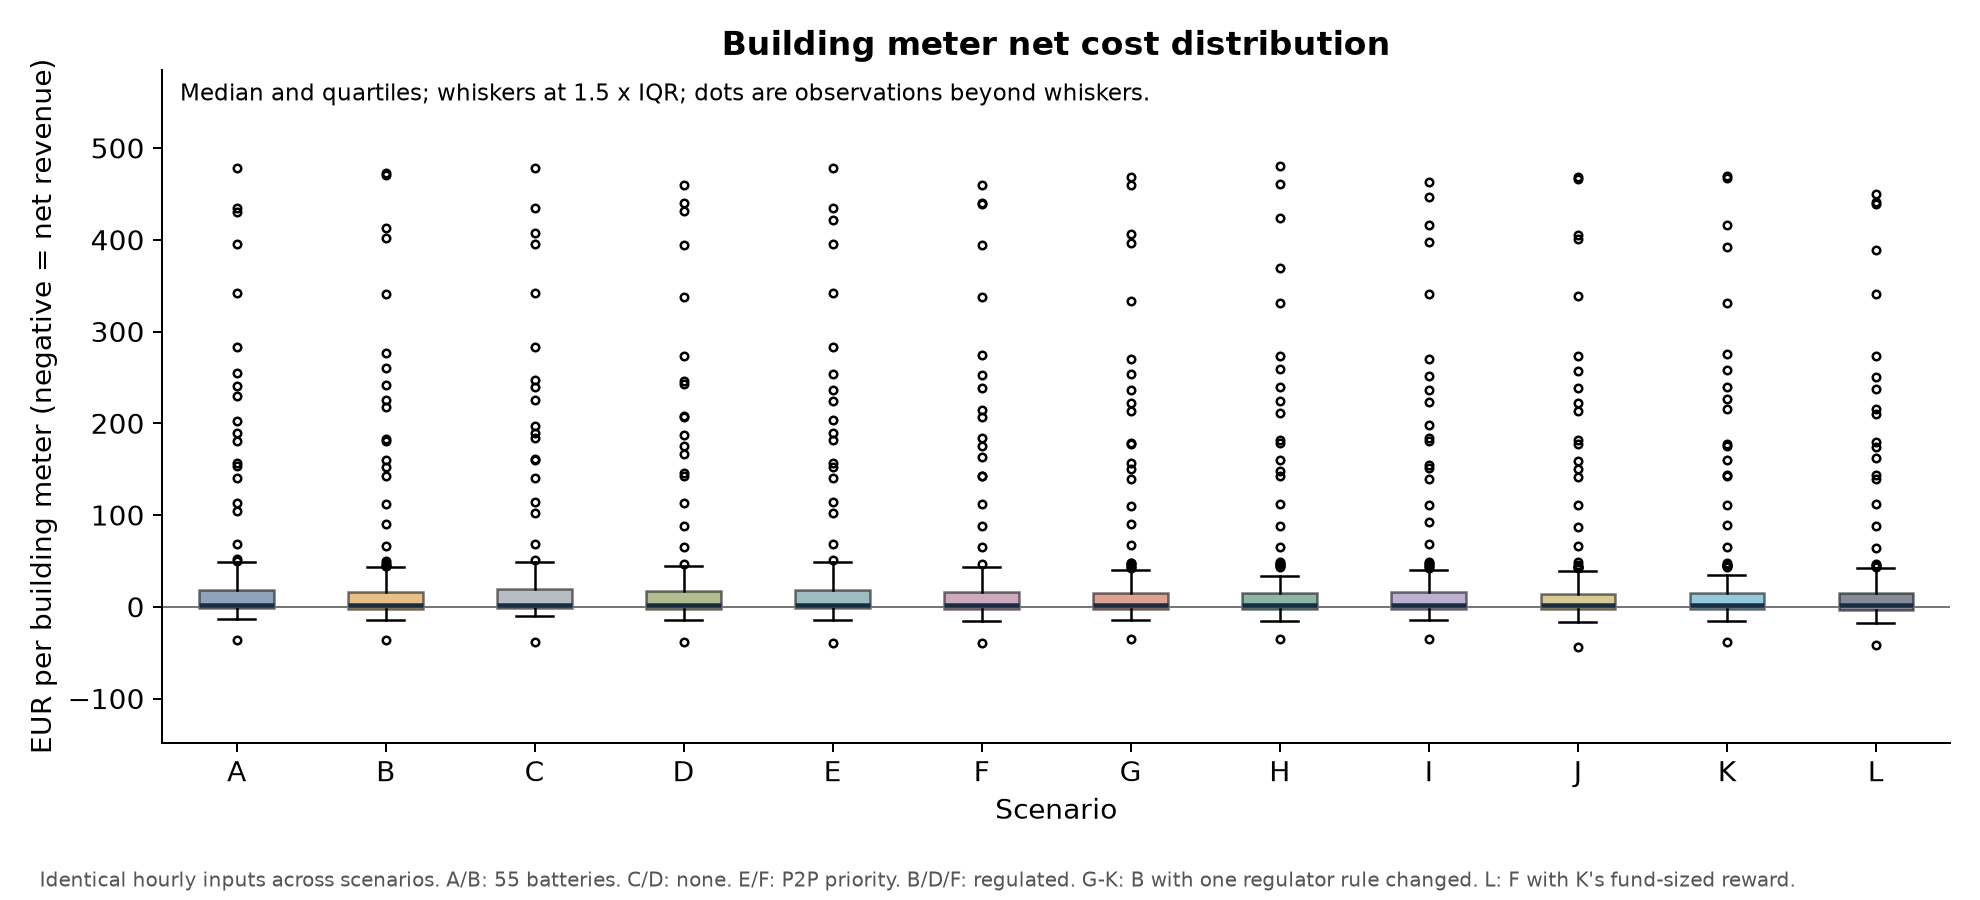 Building meter net cost distribution
Median and quartiles; whiskers at 1.5 x IQR; dots are observations beyond whiskers.
EUR per building meter (negative = net revenue)
500
400
300
200
100
0
−100
A B C D E F G H I J K L
Scenario
Identical hourly inputs across scenarios. A/B: 55 batteries. C/D: none. E/F: P2P priority. B/D/F: regulated. G-K: B with one regulator rule changed. L: F with K's fund-sized reward.